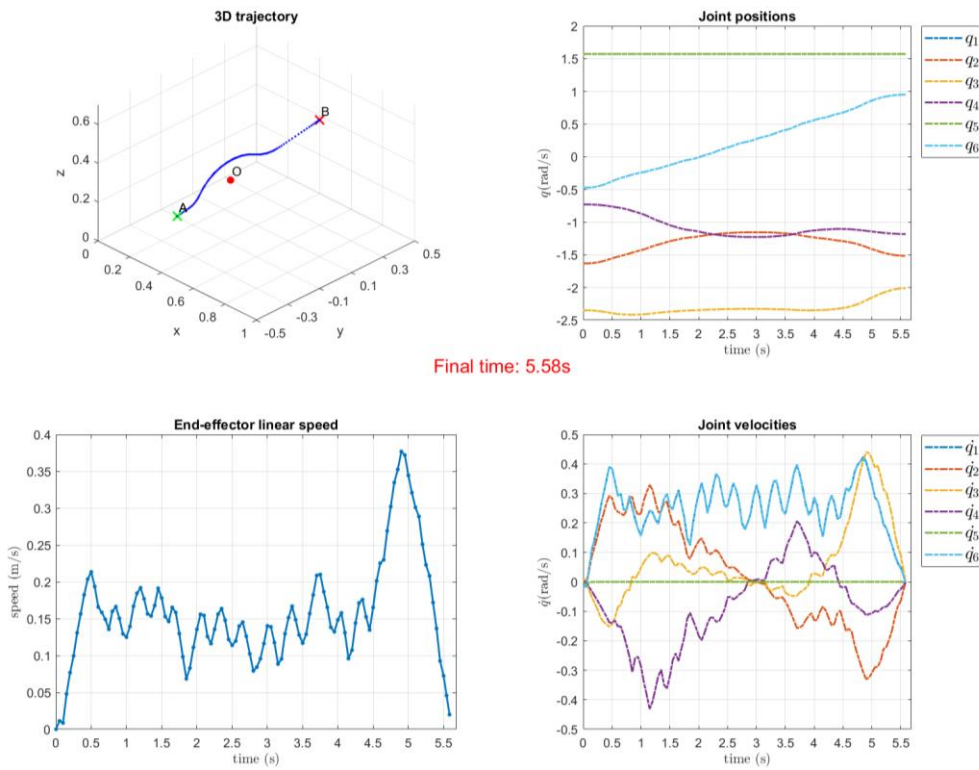 3D trajectory
B
O
A
z
0.6
0.4
0.2
0
0
0.2
0.4
0.6
0.8
1
x
-0.5
-0.3
-0.1
0.1
0.3
0.5
y
Joint positions
2
1.5
1
0.5
0
-0.5
-1
-1.5
-2
-2.5
q(rad/s)
0 0.5 1 1.5 2 2.5 3 3.5 4 4.5 5 5.5
time (s)
q1
q2
q3
q4
q5
q6
Final time: 5.58s
End-effector linear speed
0.4
0.35
0.3
0.25
0.2
0.15
0.1
0.05
0
speed (m/s)
0 0.5 1 1.5 2 2.5 3 3.5 4 4.5 5 5.5
time (s)
Joint velocities
0.5
0.4
0.3
0.2
0.1
0
-0.1
-0.2
-0.3
-0.4
-0.5
q̇(rad/s)
0 0.5 1 1.5 2 2.5 3 3.5 4 4.5 5 5.5
time (s)
q̇1
q̇2
q̇3
q̇4
q̇5
q̇6